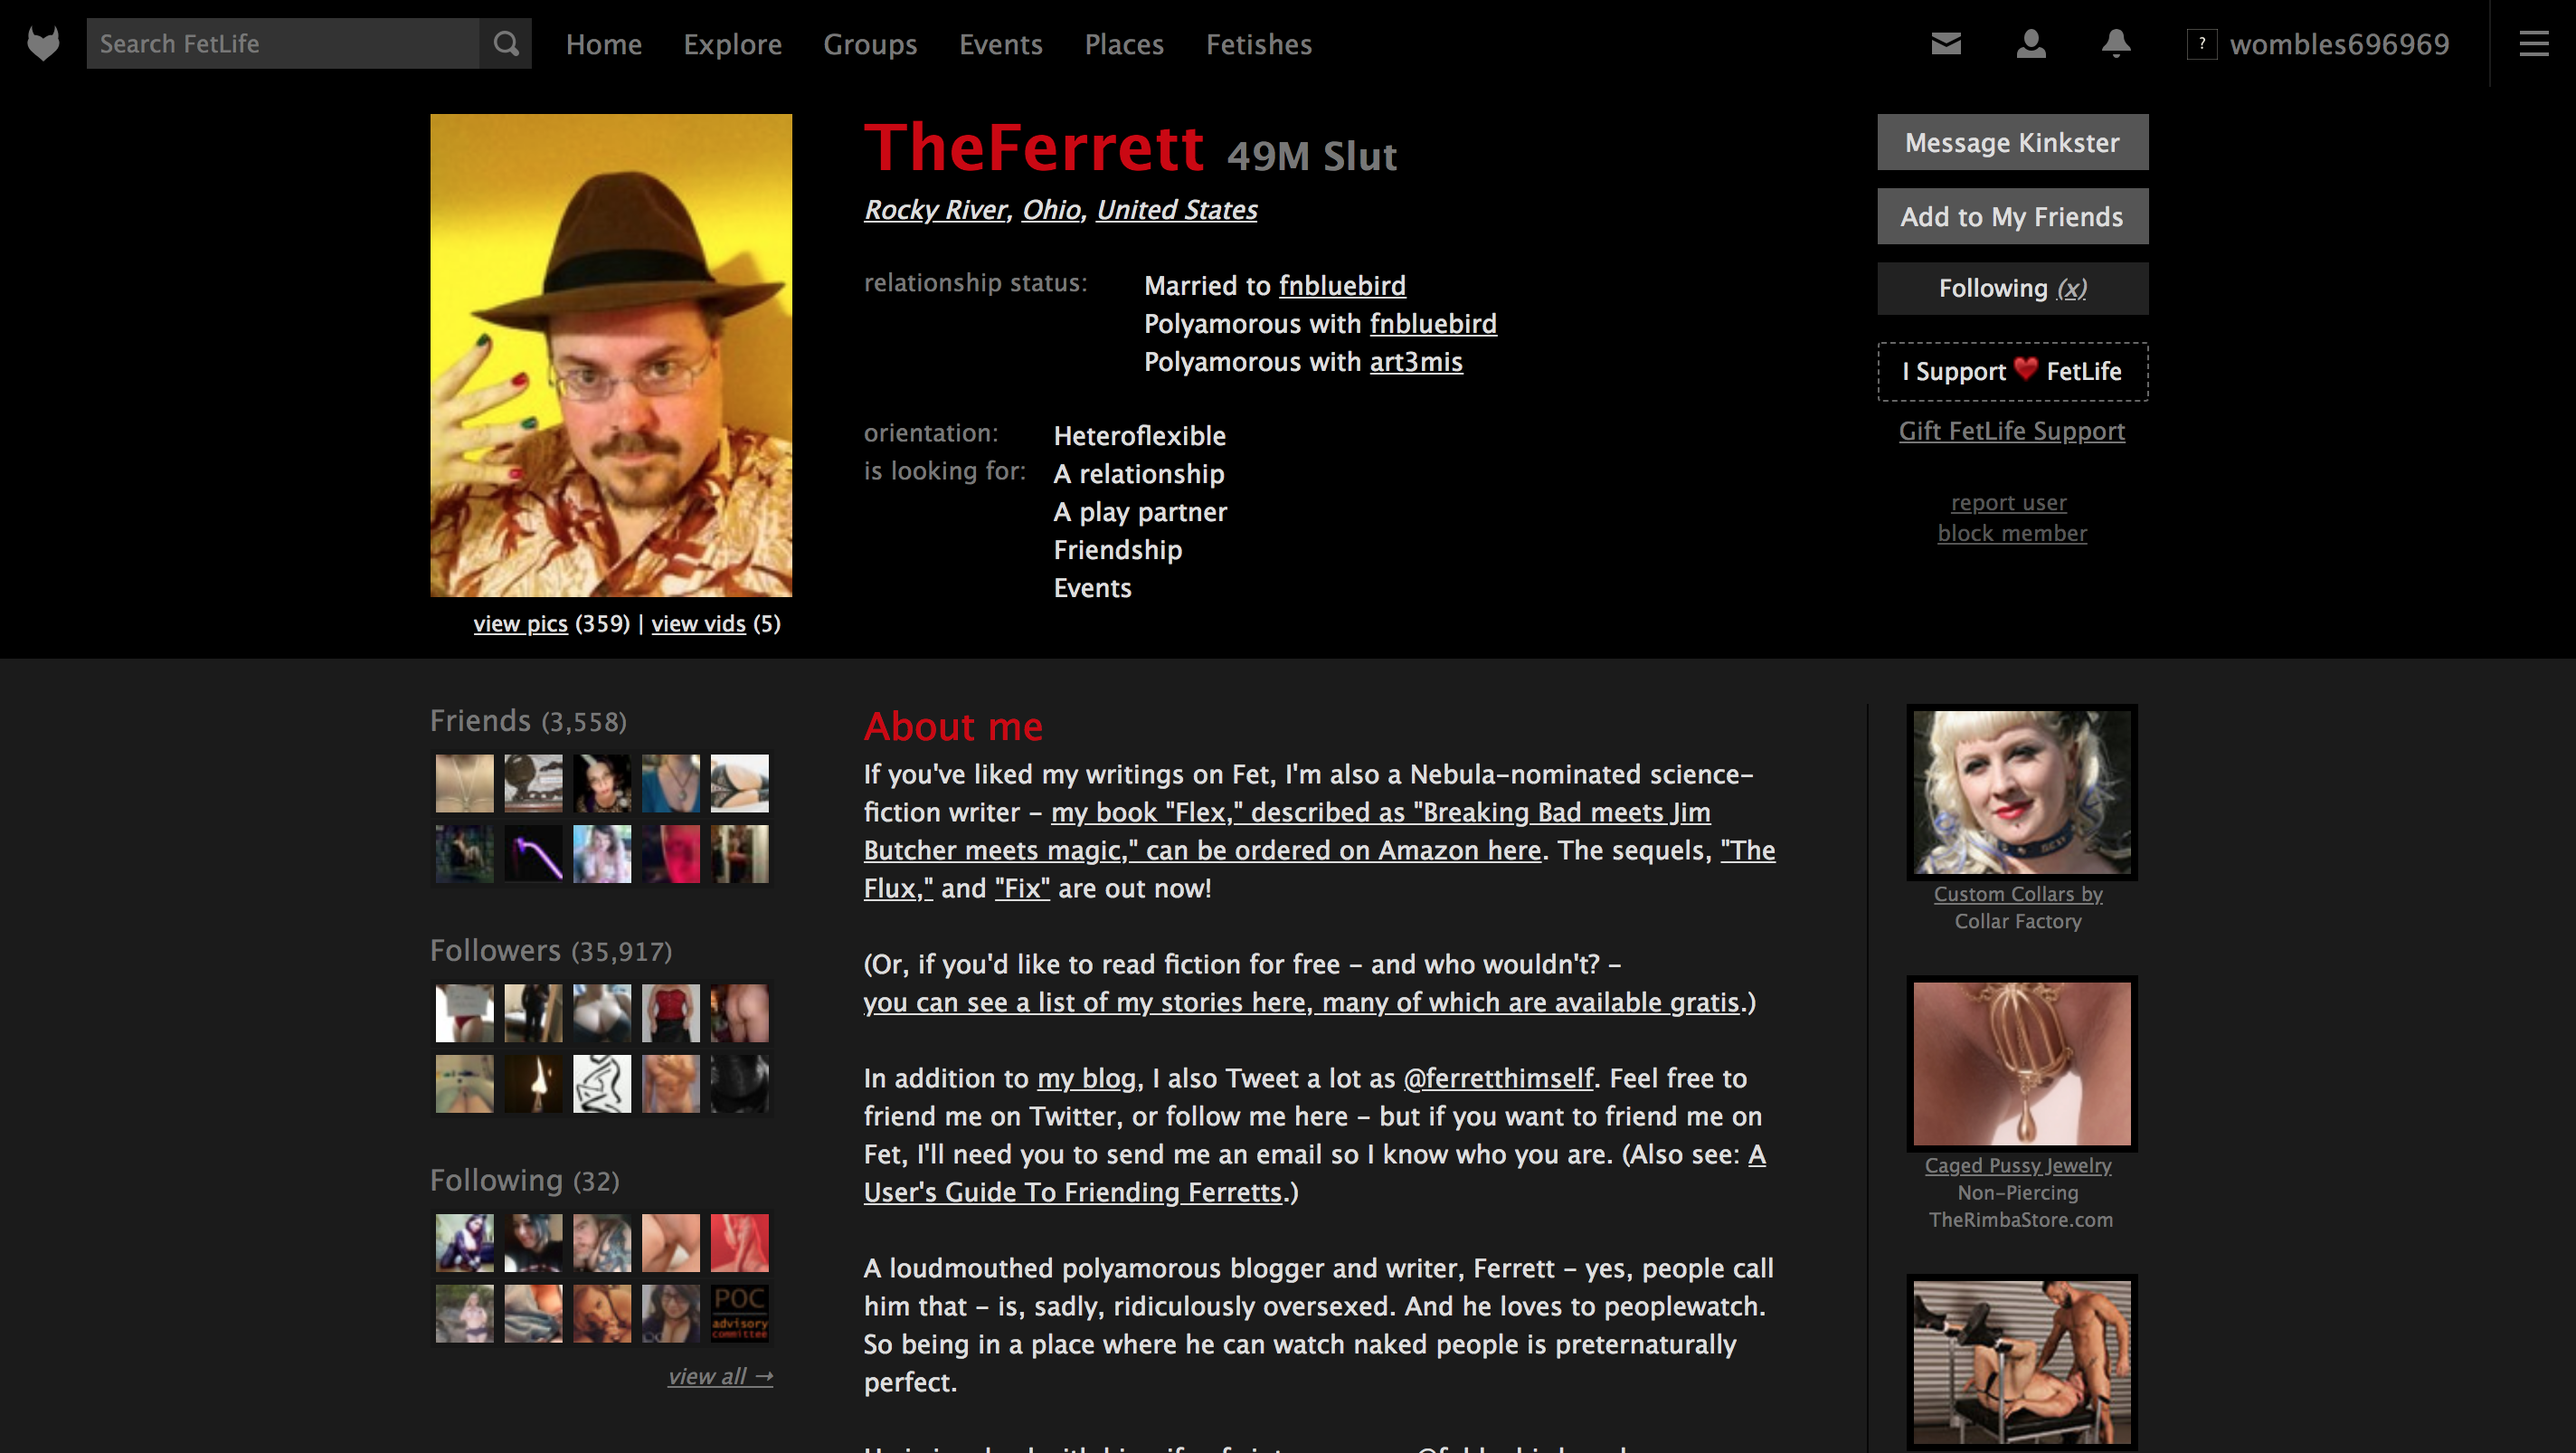 Search FetLife
Home
Explore
Groups
Events
Places
Fetishes
?
wombles696969
TheFerrett 49M Slut
Rocky River, Ohio, United States
relationship status:
Married to fnbluebird
Polyamorous with fnbluebird
Polyamorous with art3mis
orientation:
Heteroflexible
is looking for:
A relationship
A play partner
Friendship
Events
view pics (359) | view vids (5)
Message Kinkster
Add to My Friends
Following (x)
I Support FetLife
Gift FetLife Support
report user
block member
Friends (3,558)
Followers (35,917)
Following (32)
POC
advisory
committee
view all →
About me
If you've liked my writings on Fet, I'm also a Nebula-nominated science-
fiction writer – my book "Flex," described as "Breaking Bad meets Jim
Butcher meets magic," can be ordered on Amazon here. The sequels, "The
Flux," and "Fix" are out now!
(Or, if you'd like to read fiction for free – and who wouldn't? –
you can see a list of my stories here, many of which are available gratis.)
In addition to my blog, I also Tweet a lot as @ferretthimself. Feel free to
friend me on Twitter, or follow me here – but if you want to friend me on
Fet, I'll need you to send me an email so I know who you are. (Also see: A
User's Guide To Friending Ferretts.)
A loudmouthed polyamorous blogger and writer, Ferrett – yes, people call
him that – is, sadly, ridiculously oversexed. And he loves to peoplewatch.
So being in a place where he can watch naked people is preternaturally
perfect.
Custom Collars by
Collar Factory
Caged Pussy Jewelry
Non-Piercing
TheRimbaStore.com